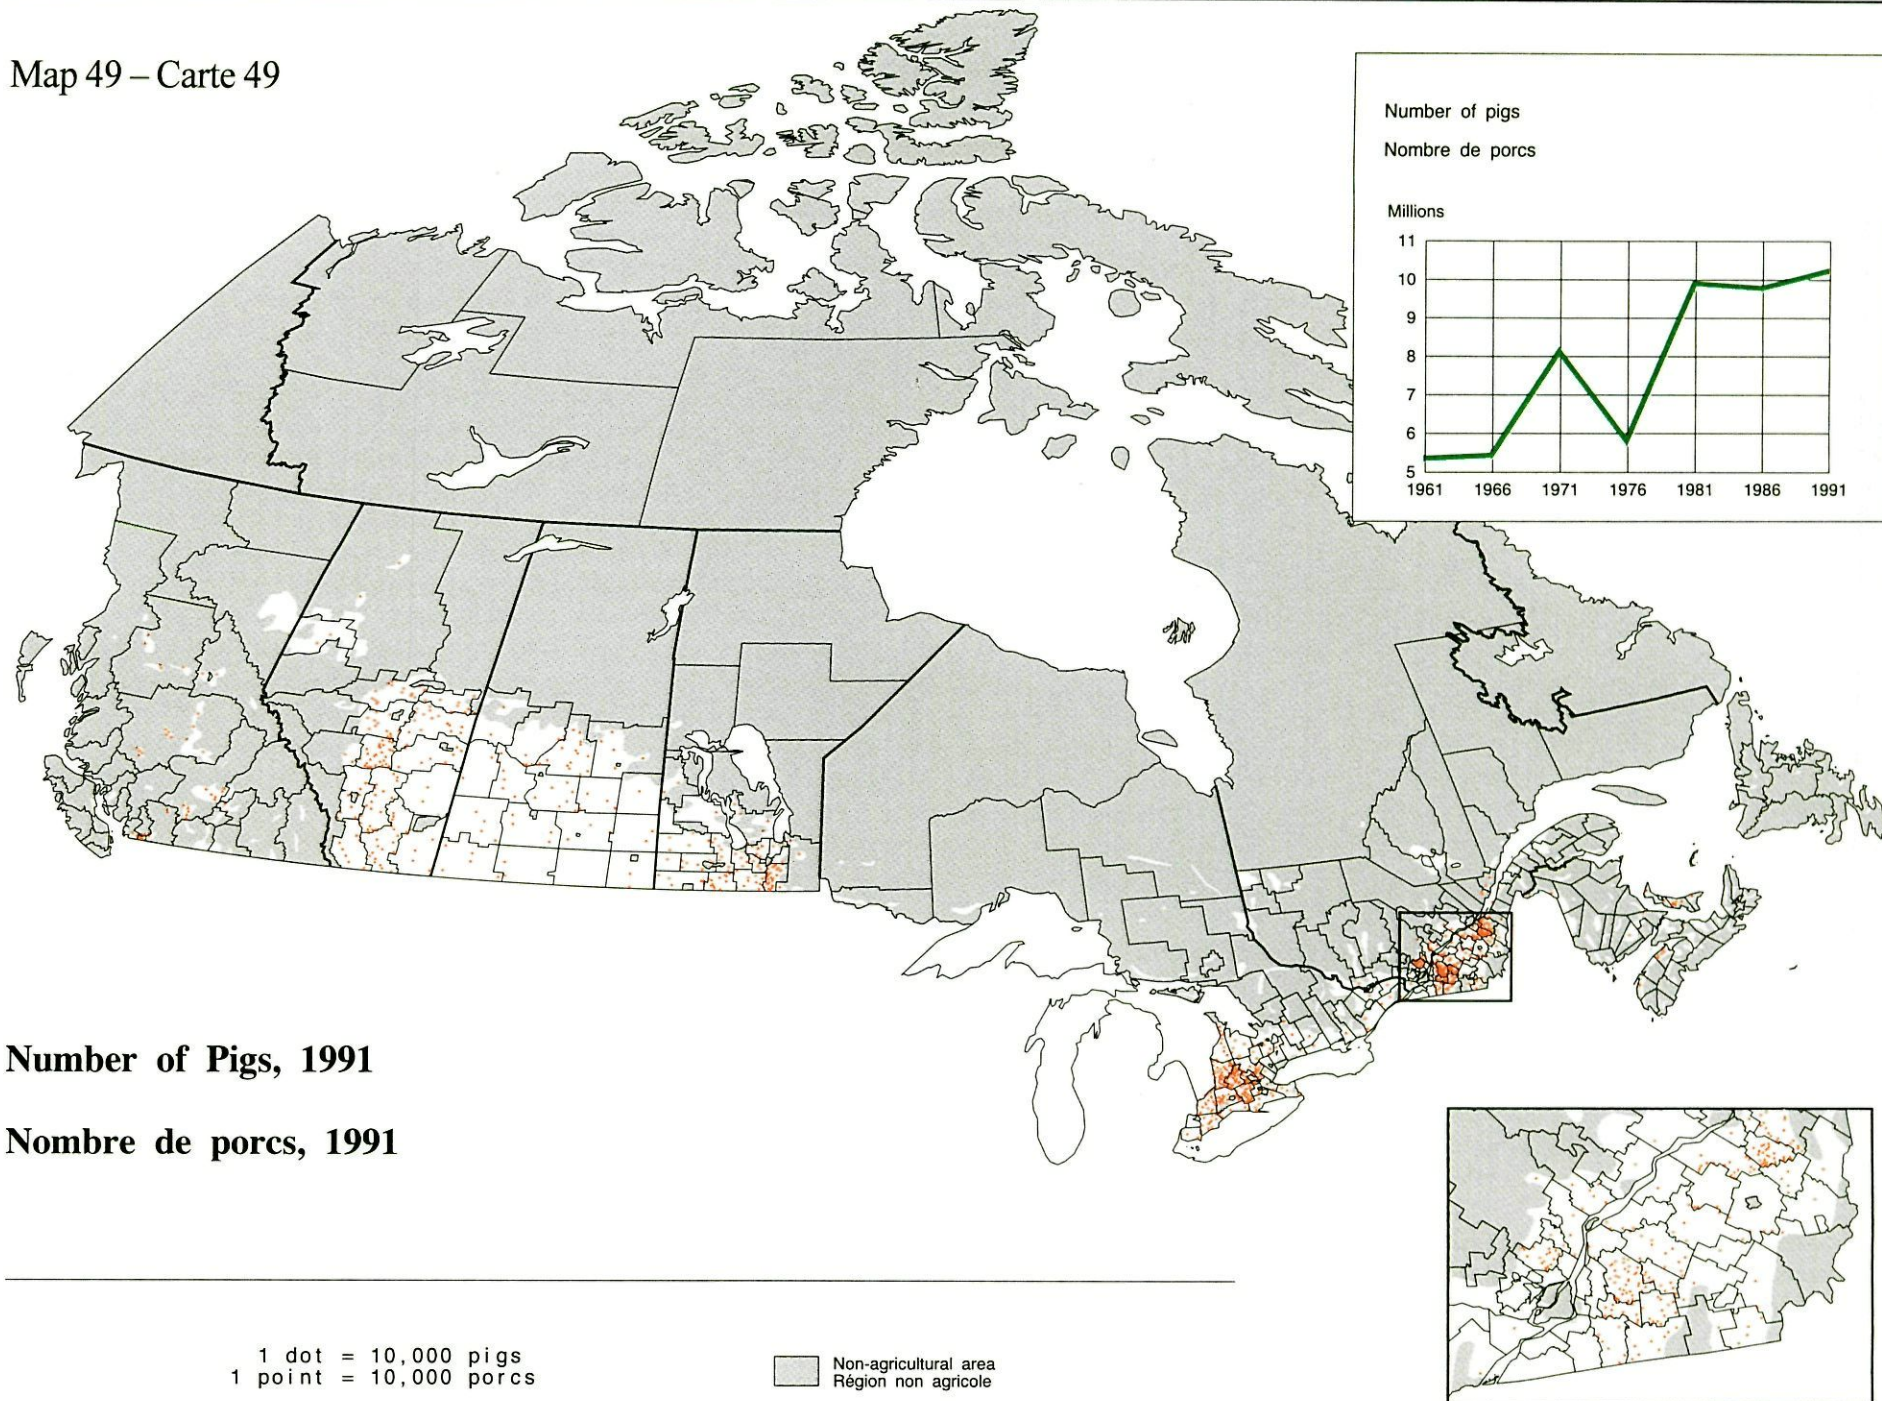 Map 49 – Carte 49
Number of pigs
Nombre de porcs
Millions
11
10
9
8
7
6
5
1961 1966 1971 1976 1981 1986 1991
Number of Pigs, 1991
Nombre de porcs, 1991
1 dot = 10,000 pigs
1 point = 10,000 porcs
Non-agricultural area
Région non agricole